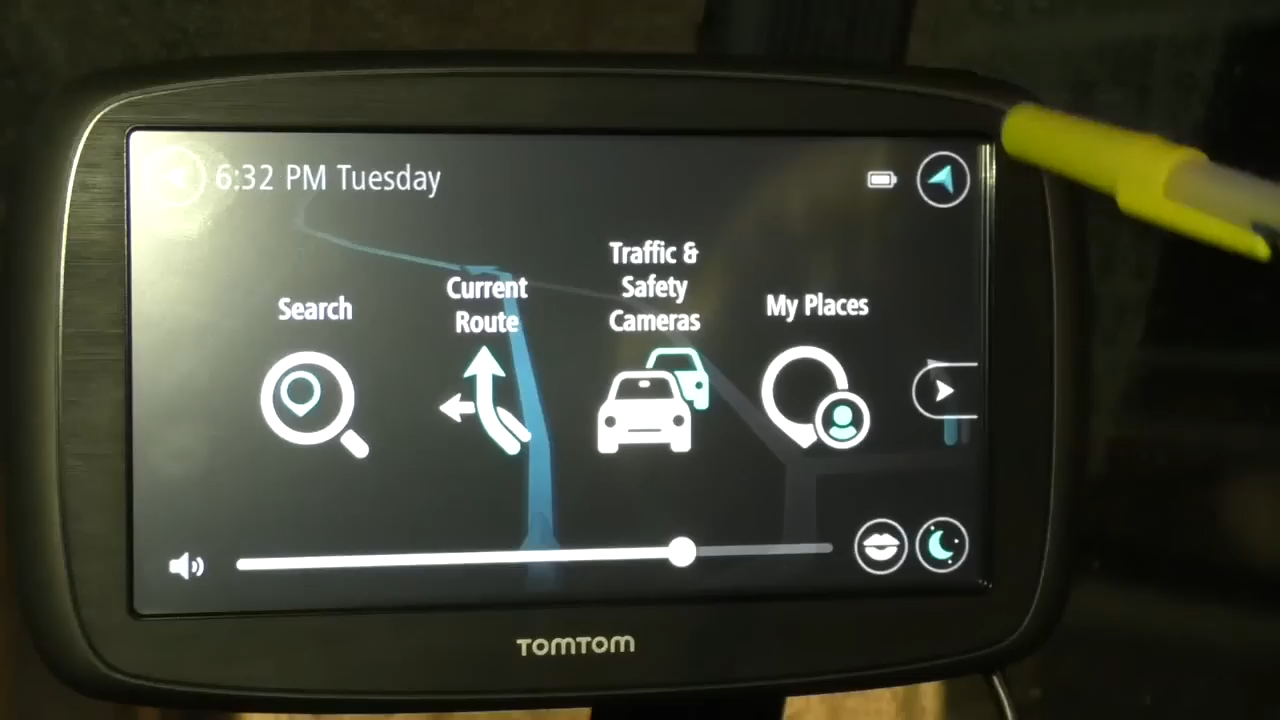 6:32 PM Tuesday
Search
Current
Route
Traffic &
Safety
Cameras
My Places
TOMTOM